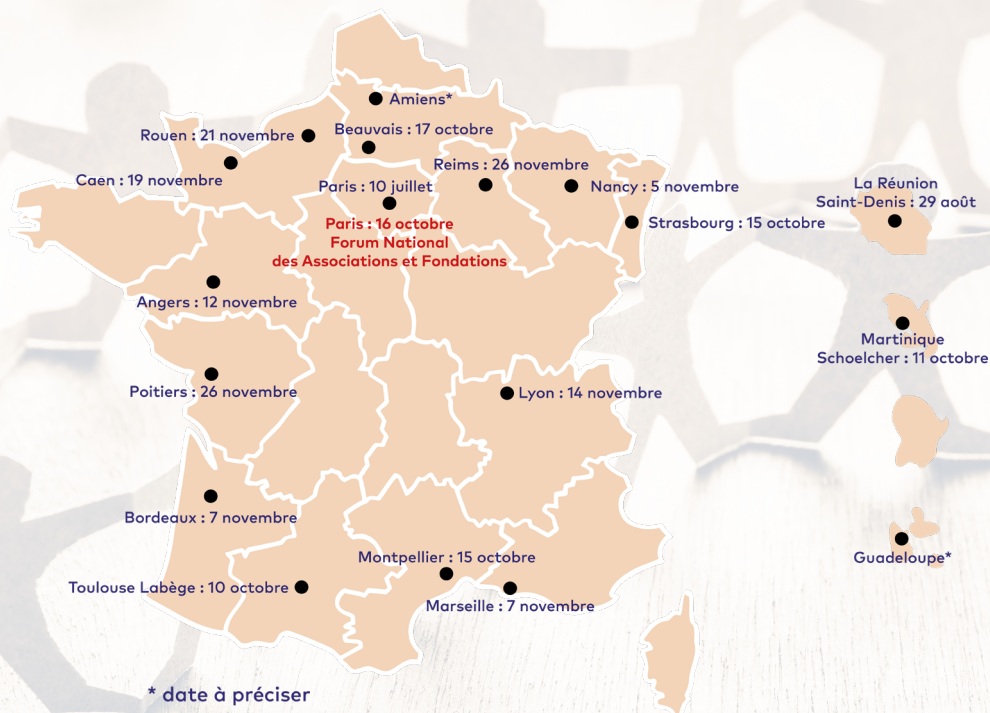 Amiens*
Beauvais : 17 octobre
Rouen : 21 novembre
Reims : 26 novembre
Caen : 19 novembre
Paris : 10 juillet
Nancy : 5 novembre
La Réunion
Saint-Denis : 29 août
Paris : 16 octobre
Forum National
des Associations et Fondations
Strasbourg : 15 octobre
Angers : 12 novembre
Martinique
Schoelcher : 11 octobre
Poitiers : 26 novembre
Lyon : 14 novembre
Bordeaux : 7 novembre
Montpellier : 15 octobre
Guadeloupe*
Toulouse Labège : 10 octobre
Marseille : 7 novembre
* date à préciser